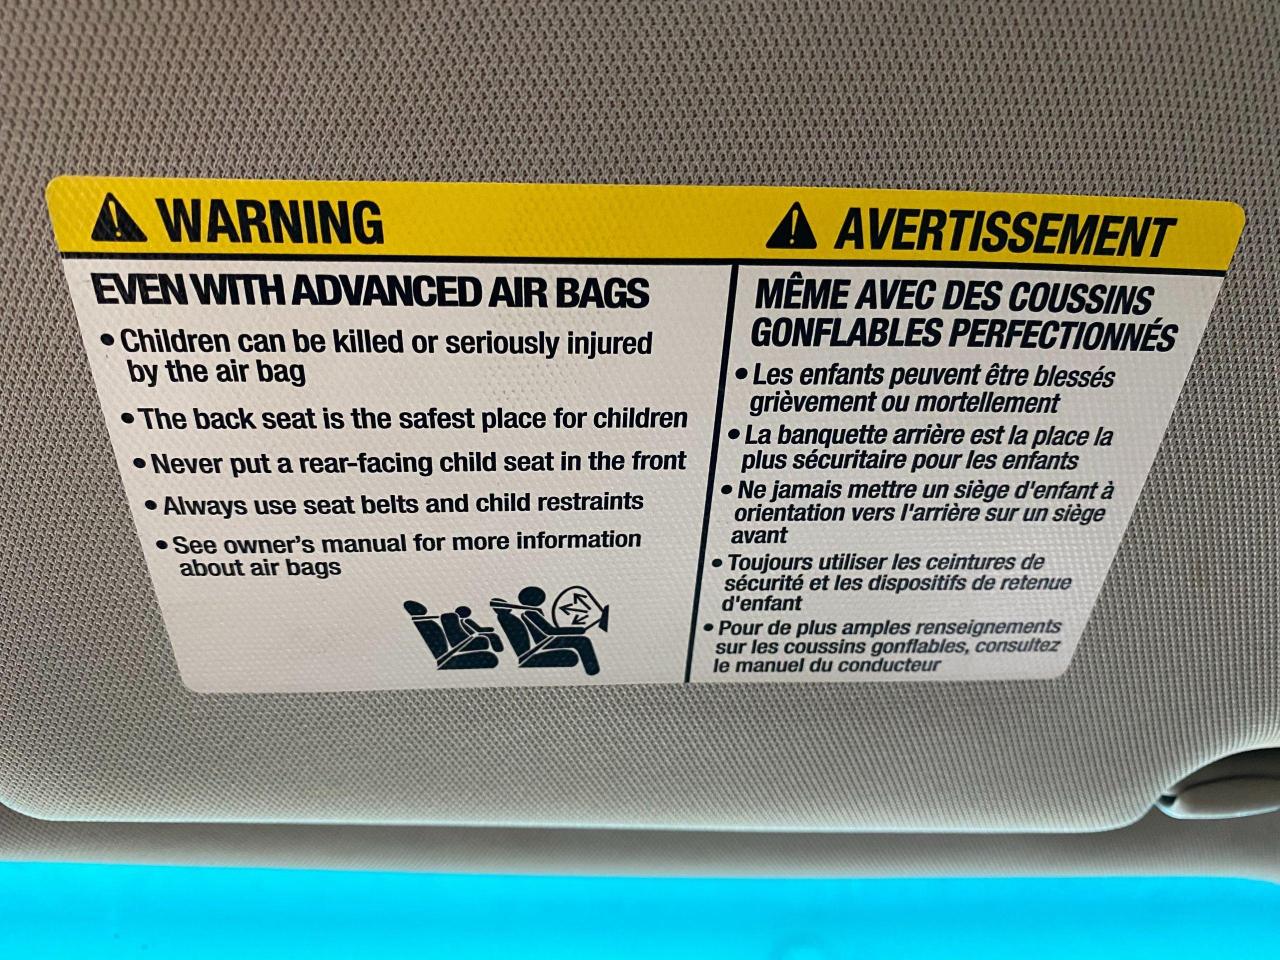 WARNING
EVEN WITH ADVANCED AIR BAGS
• Children can be killed or seriously injured
by the air bag
• The back seat is the safest place for children
• Never put a rear-facing child seat in the front
• Always use seat belts and child restraints
• See owner's manual for more information
about air bags
AVERTISSEMENT
MÊME AVEC DES COUSSINS
GONFLABLES PERFECTIONNÉS
• Les enfants peuvent être blessés
grièvement ou mortellement
• La banquette arrière est la place la
plus sécuritaire pour les enfants
• Ne jamais mettre un siège d'enfant à
orientation vers l'arrière sur un siège
avant
• Toujours utiliser les ceintures de
sécurité et les dispositifs de retenue
d'enfant
• Pour de plus amples renseignements
sur les coussins gonflables, consultez
le manuel du conducteur